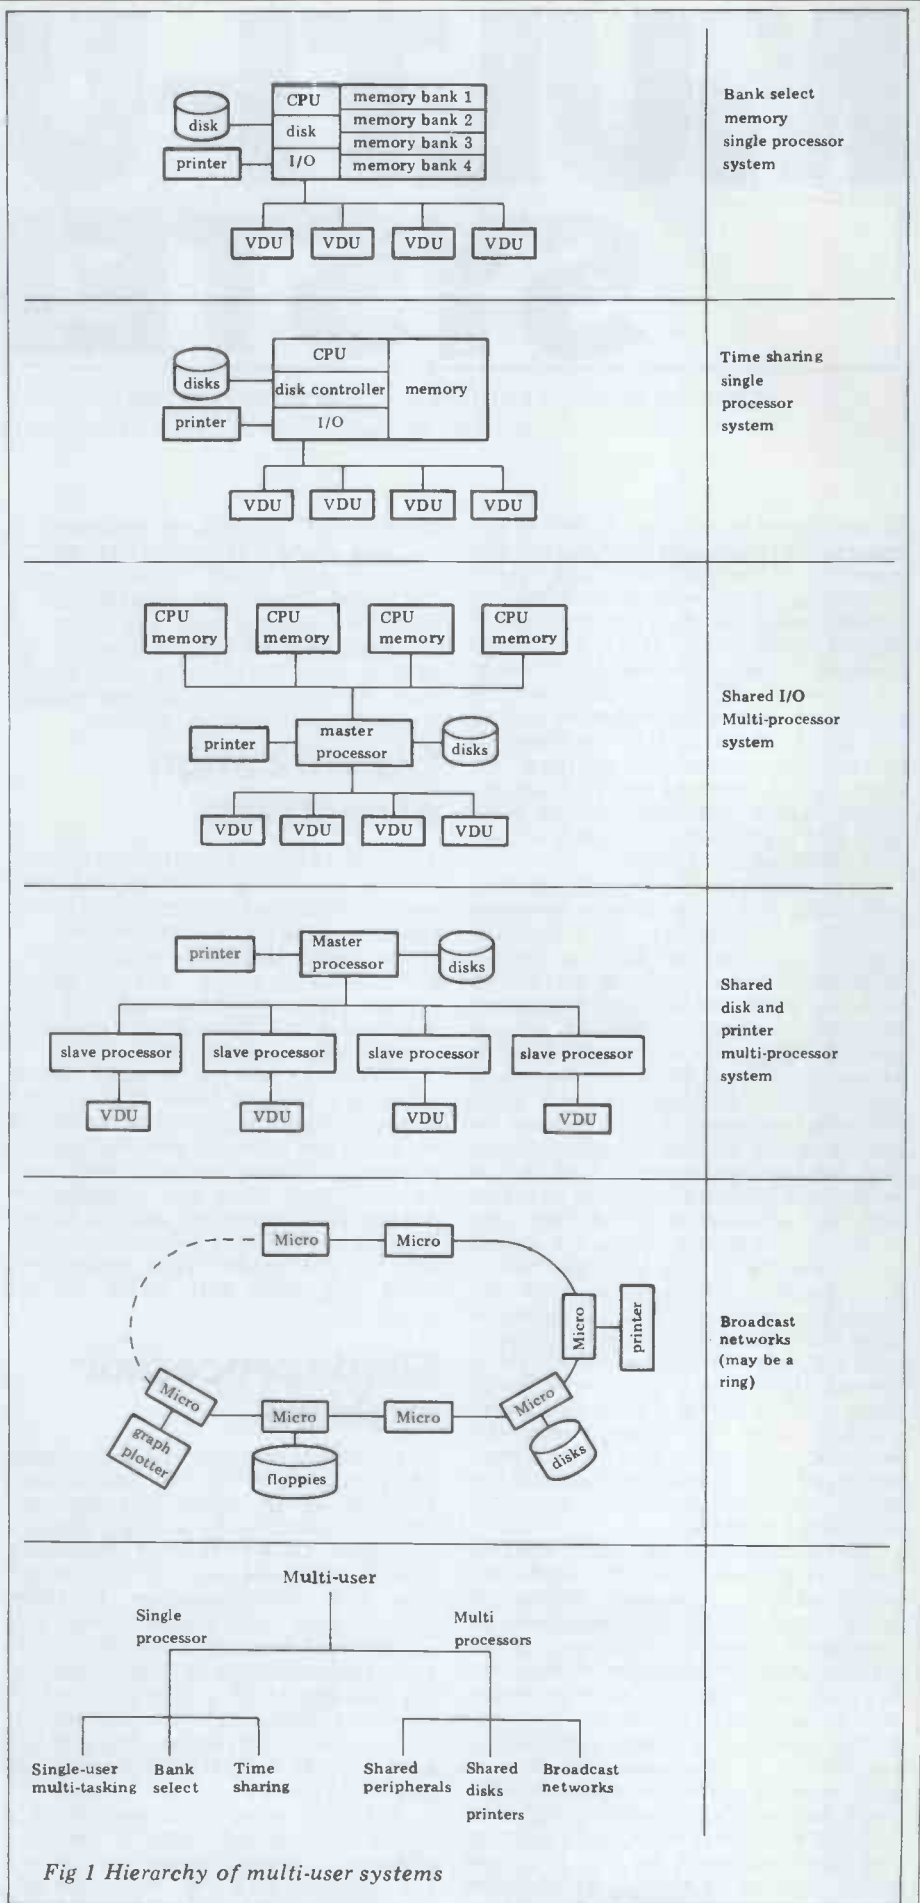 disk
printer
CPU
disk
I/O
memory bank 1
memory bank 2
memory bank 3
memory bank 4
VDU VDU VDU VDU
Bank select
memory
single processor
system
disks
printer
CPU
disk controller
I/O
memory
VDU VDU VDU VDU
Time sharing
single
processor
system
CPU
memory
CPU
memory
CPU
memory
CPU
memory
printer
master
processor
disks
VDU VDU VDU VDU
Shared I/O
Multi-processor
system
printer
Master
processor
disks
slave processor slave processor slave processor slave processor
VDU VDU VDU VDU
Shared
disk and
printer
multi-processor
system
Micro Micro
Micro
printer
Micro
disks
Micro
Micro
floppies
Micro
graph
plotter
Broadcast
networks
(may be a
ring)
Multi-user
Single
processor
Multi
processors
Single-user
multi-tasking
Bank
select
Time
sharing
Shared
peripherals
Shared
disks
printers
Broadcast
networks
Fig 1 Hierarchy of multi-user systems